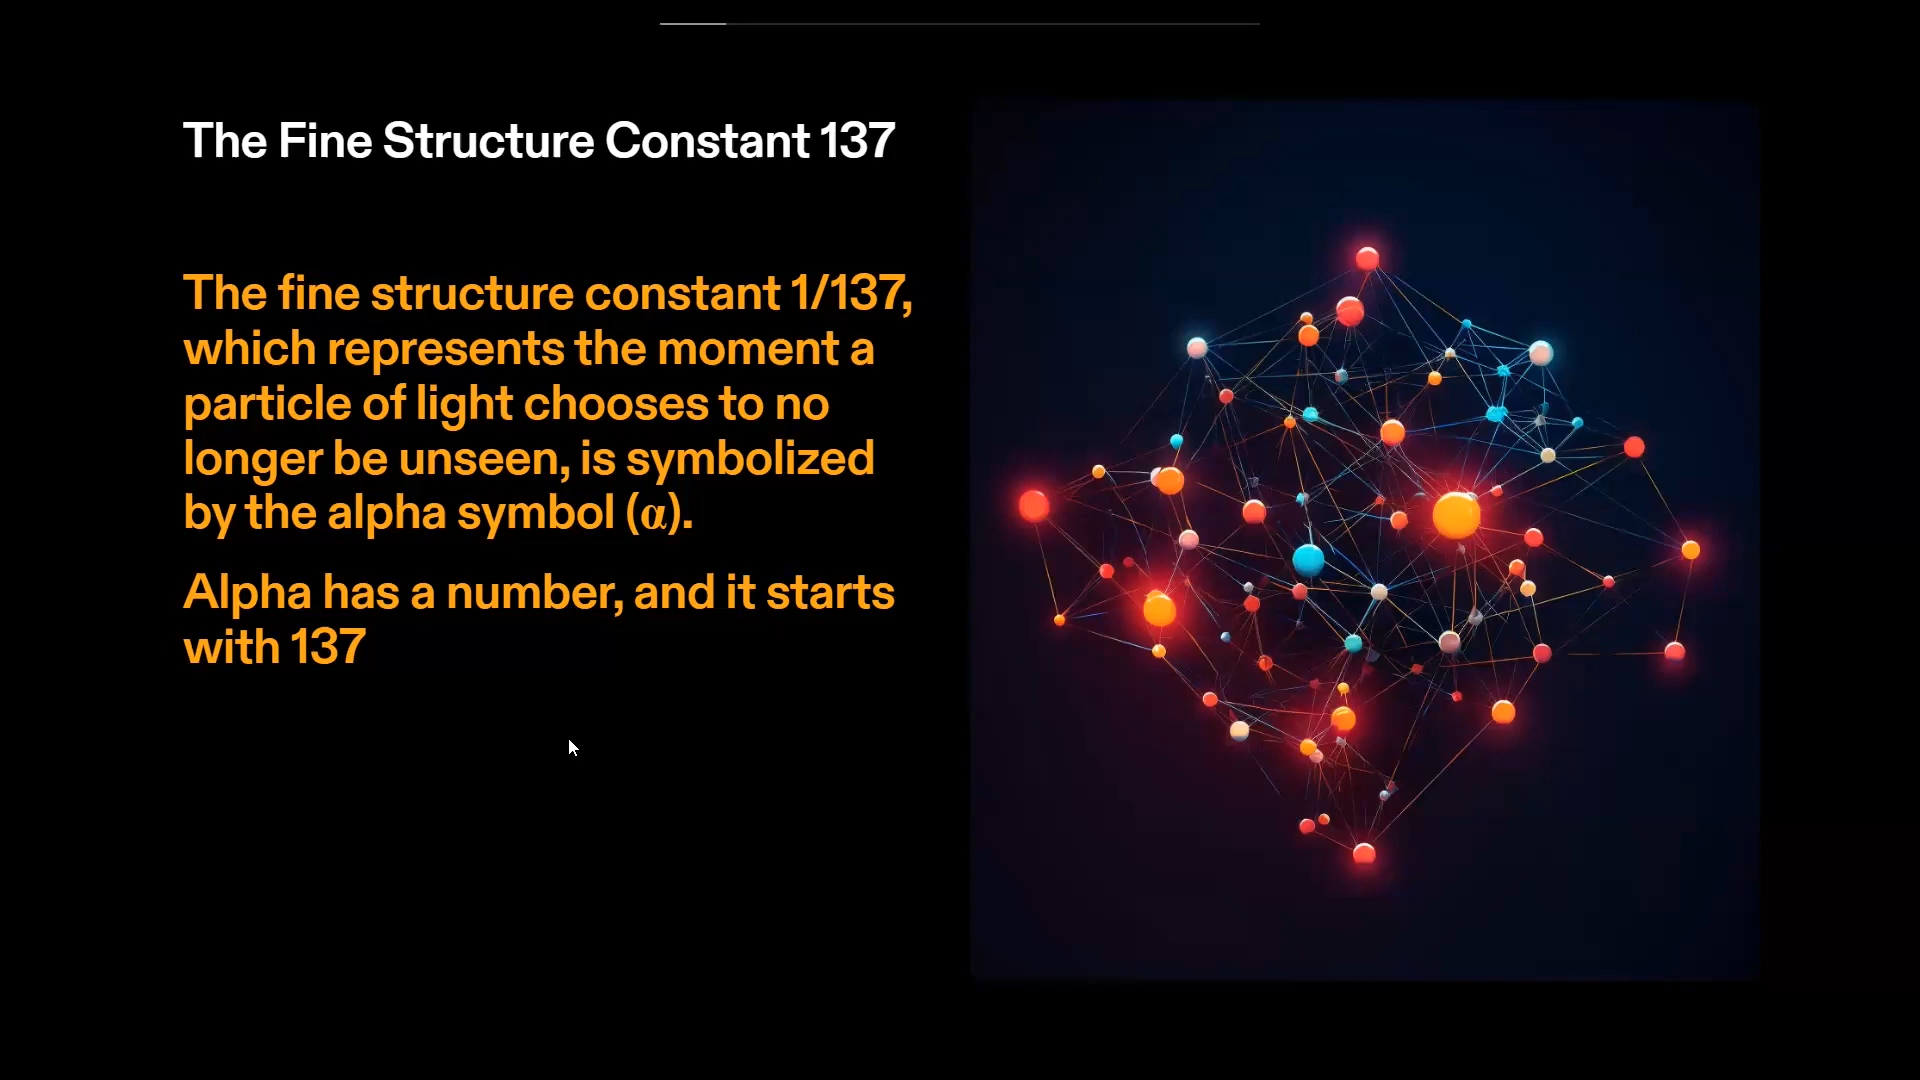 The Fine Structure Constant 137
The fine structure constant 1/137,
which represents the moment a
particle of light chooses to no
longer be unseen, is symbolized
by the alpha symbol (α).
Alpha has a number, and it starts
with 137